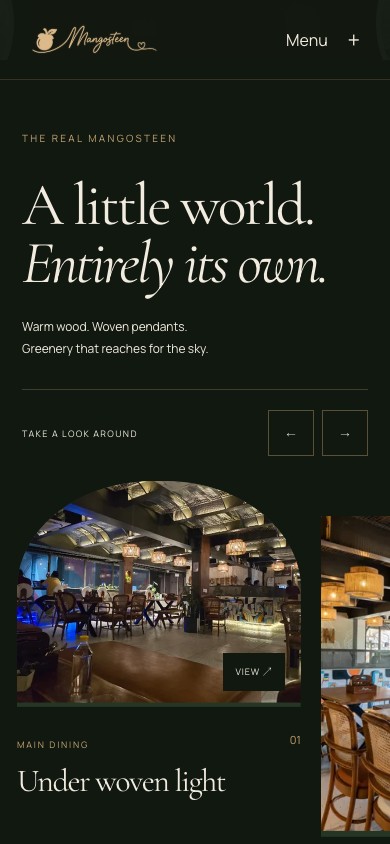 Mangosteen
Menu +
THE REAL MANGOSTEEN
A little world.
Entirely its own.
Warm wood. Woven pendants.
Greenery that reaches for the sky.
TAKE A LOOK AROUND
← →
VIEW ↗
MAIN DINING
01
Under woven light